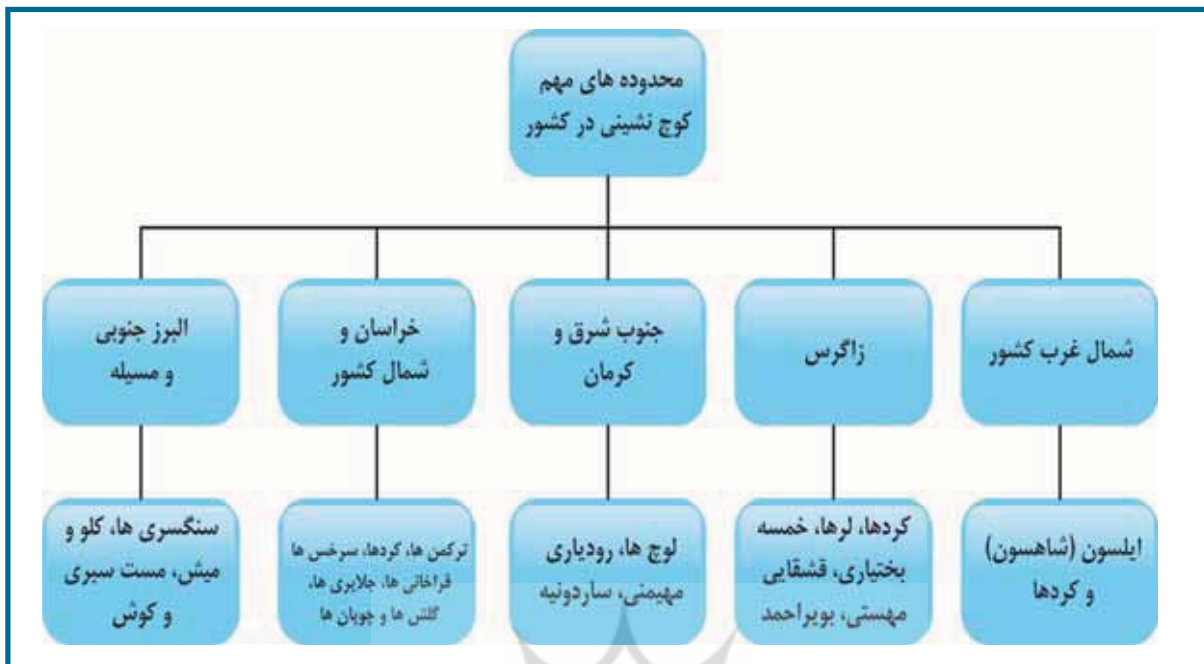 محدوده های مهم
کوچ نشینی در کشور
شمال غرب کشور
زاگرس
جنوب شرق و
کرمان
خراسان و
شمال کشور
البرز جنوبی
و مسیله
ایلسون (شاهسون)
و کردها
کردها، لرها، خمسه
بختیاری، قشقایی
مهستی، بویراحمد
لوچ ها، رودیاری
مهیمنی، ساردونیه
ترکمن ها، کردها، سرخس ها
قراخانی ها، جلایری ها،
گلش ها و چوپان ها
سنگسری ها، کلو و
میش، مست سبری
و کوش